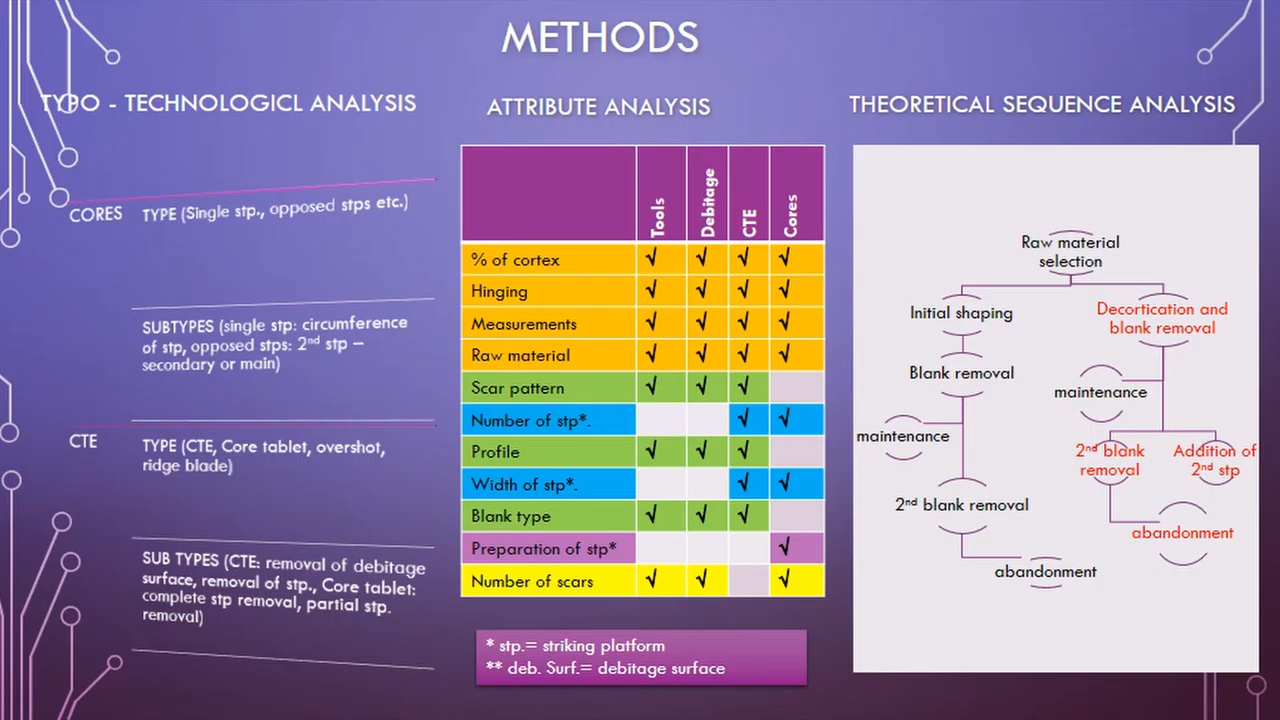 METHODS
TYPO - TECHNOLOGICL ANALYSIS
CORES
TYPE (Single stp., opposed stps etc.)
SUBTYPES (single stp: circumference
of stp, opposed stps: 2nd stp –
secondary or main)
CTE
TYPE (CTE, Core tablet, overshot,
ridge blade)
SUB TYPES (CTE: removal of debitage
surface, removal of stp., Core tablet:
complete stp removal, partial stp.
removal)
ATTRIBUTE ANALYSIS
Tools Debitage CTE Cores
% of cortex √ √ √ √
Hinging √ √ √ √
Measurements √ √ √ √
Raw material √ √ √ √
Scar pattern √ √ √
Number of stp*. √ √
Profile √ √ √
Width of stp*. √ √
Blank type √ √ √
Preparation of stp* √
Number of scars √ √ √
* stp.= striking platform
** deb. Surf.= debitage surface
THEORETICAL SEQUENCE ANALYSIS
Raw material
selection
Initial shaping
Blank removal
maintenance
2nd blank removal
abandonment
Decortication and
blank removal
maintenance
2nd blank
removal
Addition of
2nd stp
abandonment